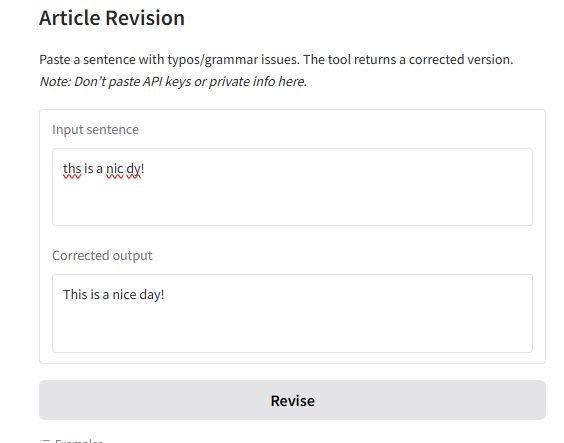 Article Revision
Paste a sentence with typos/grammar issues. The tool returns a corrected version.
Note: Don’t paste API keys or private info here.
Input sentence
ths is a nic dy!
Corrected output
This is a nice day!
Revise
Examples